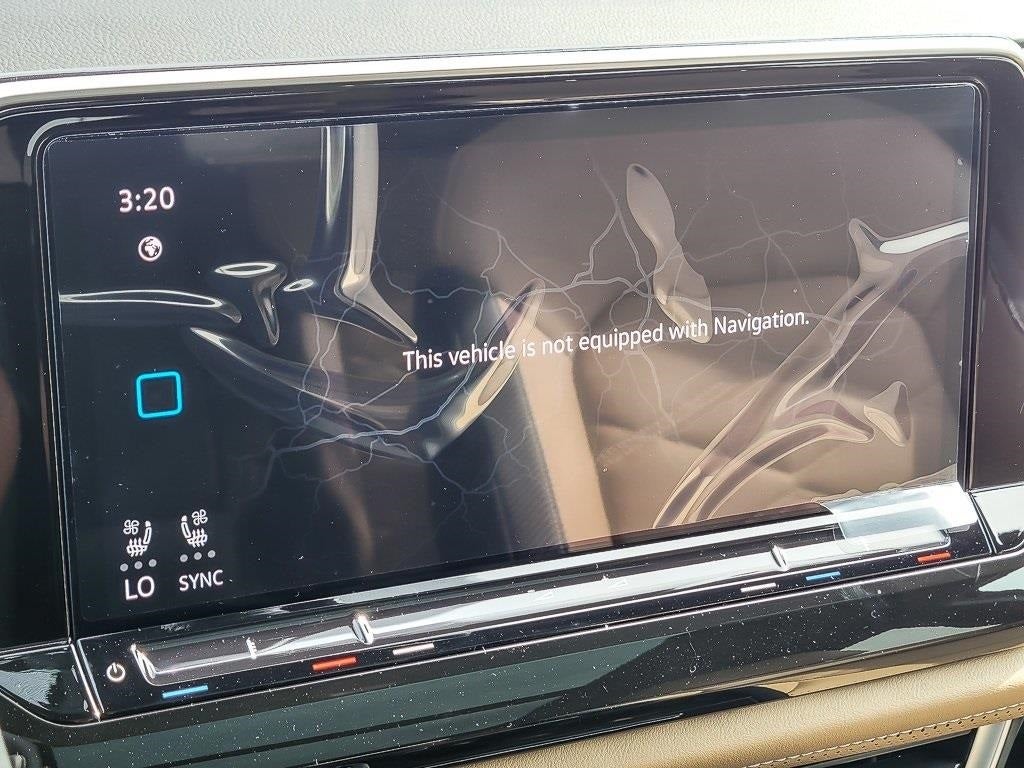 3:20
This vehicle is not equipped with Navigation.
LO
SYNC